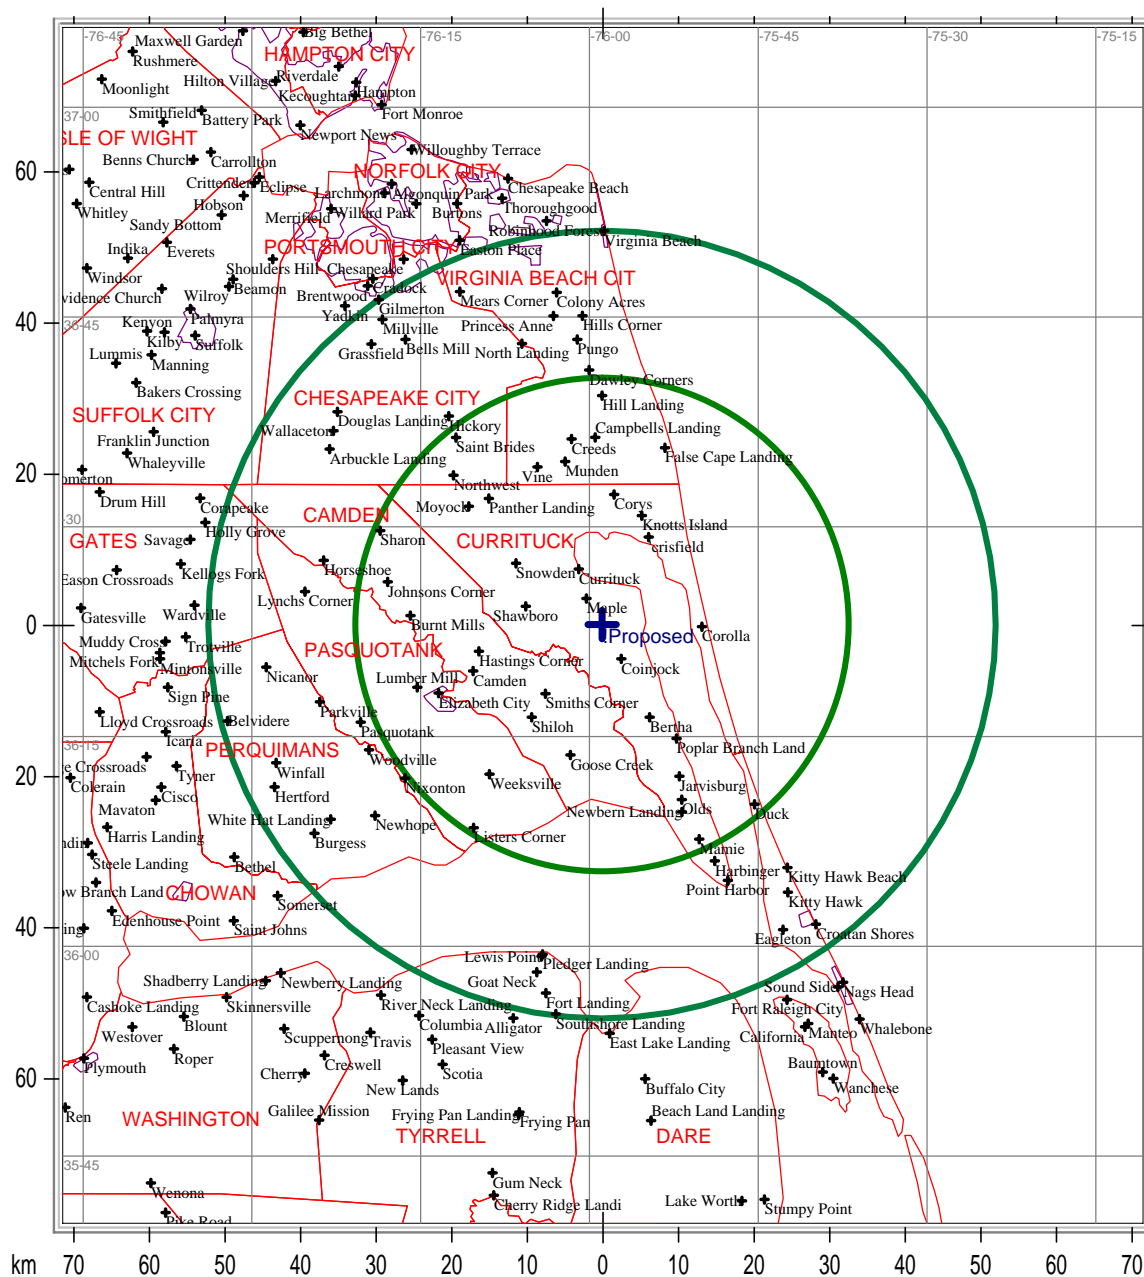 -76-45
-76-15
-76-00
-75-45
-75-30
-75-15
Big Bethel
Maxwell Garden
HAMPTON CITY
Rushmere
Riverdale
Hilton Village
Moonlight
Kecoughtan
Hampton
Fort Monroe
37-00
Smithfield
Battery Park
Newport News
SLE OF WIGHT
Willoughby Terrace
Benns Church
Carrollton
NORFOLK CITY
60
Crittenden
Eclipse
Larchmont
Algonquin Park
Chesapeake Beach
Central Hill
Hobson
Whitley
Merrifield
Willard Park
Burtons
Thoroughgood
Sandy Bottom
Robinhood Forest
Virginia Beach
Indika
Everets
PORTSMOUTH CITY
Easton Place
Windsor
Shoulders Hill
Chesapeake
VIRGINIA BEACH CIT
Beamon
Cradock
vidence Church
Wilroy
Brentwood
Mears Corner
Colony Acres
Palmyra
Yadkin
Gilmerton
40
36-45
Kenyon
Millville
Princess Anne
Hills Corner
Kilby
Suffolk
Grassfield
Bells Mill
North Landing
Pungo
Lummis
Manning
Bakers Crossing
Dawley Corners
CHESAPEAKE CITY
Hill Landing
SUFFOLK CITY
Douglas Landing
Hickory
Campbells Landing
Franklin Junction
Wallaceton
Saint Brides
Creeds
Whaleyville
Arbuckle Landing
False Cape Landing
Munden
20
omerton
Northwest
Vine
Drum Hill
Corapeake
Moyock
Panther Landing
Corys
CAMDEN
-30
Holly Grove
Knotts Island
GATES
Savage
Sharon
CURRITUCK
crisfield
Eason Crossroads
Kellogs Fork
Horseshoe
Snowden
Currituck
Lynchs Corner
Johnsons Corner
Gatesville
Wardville
Burnt Mills
Shawboro
Maple
0
Muddy Cross
Trotville
Proposed
Corolla
PASQUOTANK
Mitchels Fork
Mintonsville
Nicanor
Hastings Corner
Coinjock
Lumber Mill
Camden
Sign Pine
Elizabeth City
Smiths Corner
Lloyd Crossroads
Belvidere
Parkville
Shiloh
Bertha
Icaria
Pasquotank
36-15
PERQUIMANS
Poplar Branch Land
re Crossroads
Tyner
Winfall
Woodville
Goose Creek
20
Colerain
Cisco
Hertford
Nixonton
Weeksville
Jarvisburg
Mavaton
White Hat Landing
Newhope
Newbern Landing
Olds
Duck
Harris Landing
Burgess
Listers Corner
ndin
Mamie
Steele Landing
Bethel
Harbinger
Kitty Hawk Beach
ow Branch Land
CHOWAN
Point Harbor
Somerset
Kitty Hawk
Edenhouse Point
Saint Johns
Croatan Shores
40
ing
Eagleton
36-00
Lewis Point
Pledger Landing
Shadberry Landing
Newberry Landing
Goat Neck
Sound Side
Nags Head
Cashoke Landing
Skinnersville
River Neck Landing
Fort Landing
Fort Raleigh City
Blount
Columbia
Alligator
Southshore Landing
Whalebone
Westover
Scuppernong
Travis
East Lake Landing
California
Manteo
Roper
Pleasant View
Creswell
Baumtown
60
Plymouth
Cherry
Scotia
New Lands
Buffalo City
Wanchese
Ren
Galilee Mission
Frying Pan Landing
Frying Pan
Beach Land Landing
WASHINGTON
TYRRELL
DARE
35-45
Gum Neck
Wenona
Cherry Ridge Landi
Lake Worth
Stumpy Point
Pike Road
km 70 60 50 40 30 20 10 0 10 20 30 40 50 60 70